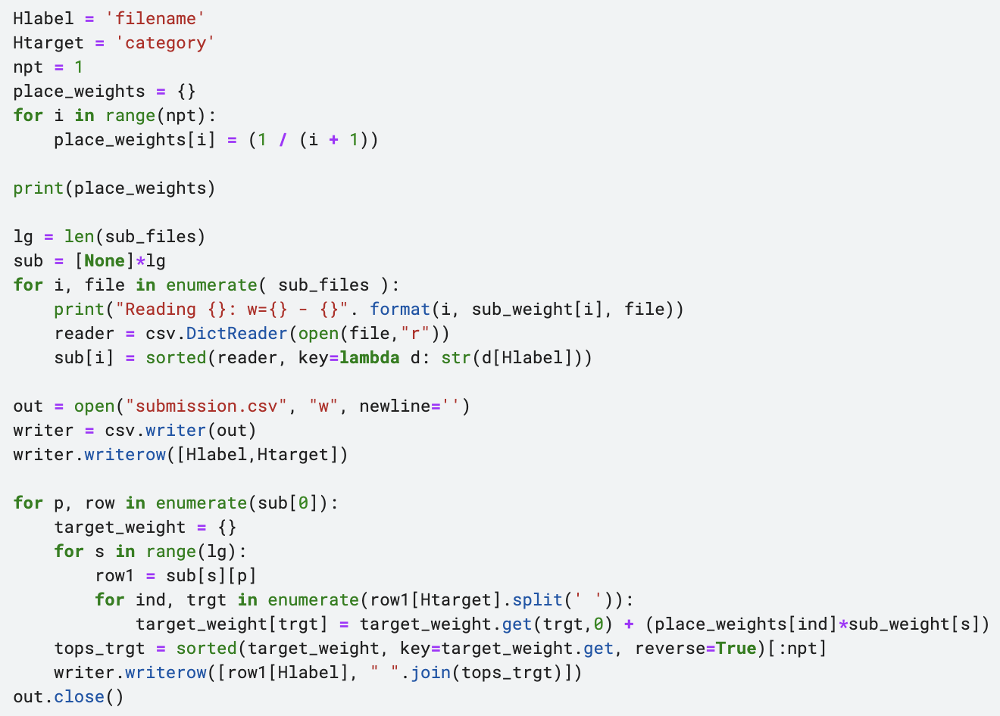 Hlabel = 'filename'
Htarget = 'category'
npt = 1
place_weights = {}
for i in range(npt):
    place_weights[i] = (1 / (i + 1))

print(place_weights)

lg = len(sub_files)
sub = [None]*lg
for i, file in enumerate( sub_files ):
    print("Reading {}: w={} - {}". format(i, sub_weight[i], file))
    reader = csv.DictReader(open(file,"r"))
    sub[i] = sorted(reader, key=lambda d: str(d[Hlabel]))

out = open("submission.csv", "w", newline='')
writer = csv.writer(out)
writer.writerow([Hlabel,Htarget])

for p, row in enumerate(sub[0]):
    target_weight = {}
    for s in range(lg):
        row1 = sub[s][p]
        for ind, trgt in enumerate(row1[Htarget].split(' ')):
            target_weight[trgt] = target_weight.get(trgt,0) + (place_weights[ind]*sub_weight[s])
    tops_trgt = sorted(target_weight, key=target_weight.get, reverse=True)[:npt]
    writer.writerow([row1[Hlabel], " ".join(tops_trgt)])
out.close()